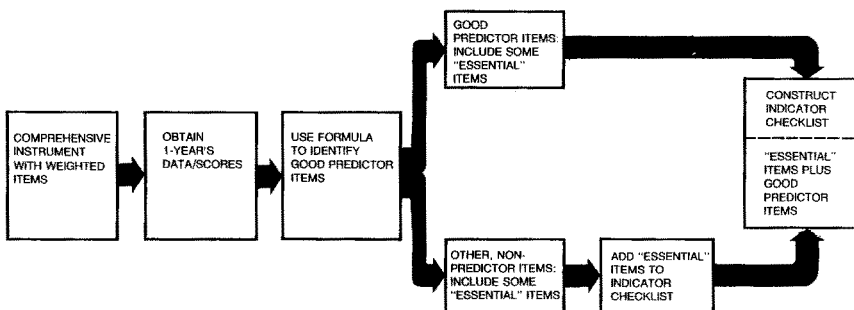 COMPREHENSIVE
INSTRUMENT
WITH WEIGHTED
ITEMS
OBTAIN
1-YEAR'S
DATA/SCORES
USE FORMULA
TO IDENTIFY
GOOD PREDICTOR
ITEMS
GOOD
PREDICTOR ITEMS:
INCLUDE SOME
"ESSENTIAL"
ITEMS
OTHER, NON-
PREDICTOR ITEMS:
INCLUDE SOME
"ESSENTIAL" ITEMS
ADD "ESSENTIAL"
ITEMS TO
INDICATOR
CHECKLIST
CONSTRUCT
INDICATOR
CHECKLIST
"ESSENTIAL"
ITEMS PLUS
GOOD
PREDICTOR
ITEMS